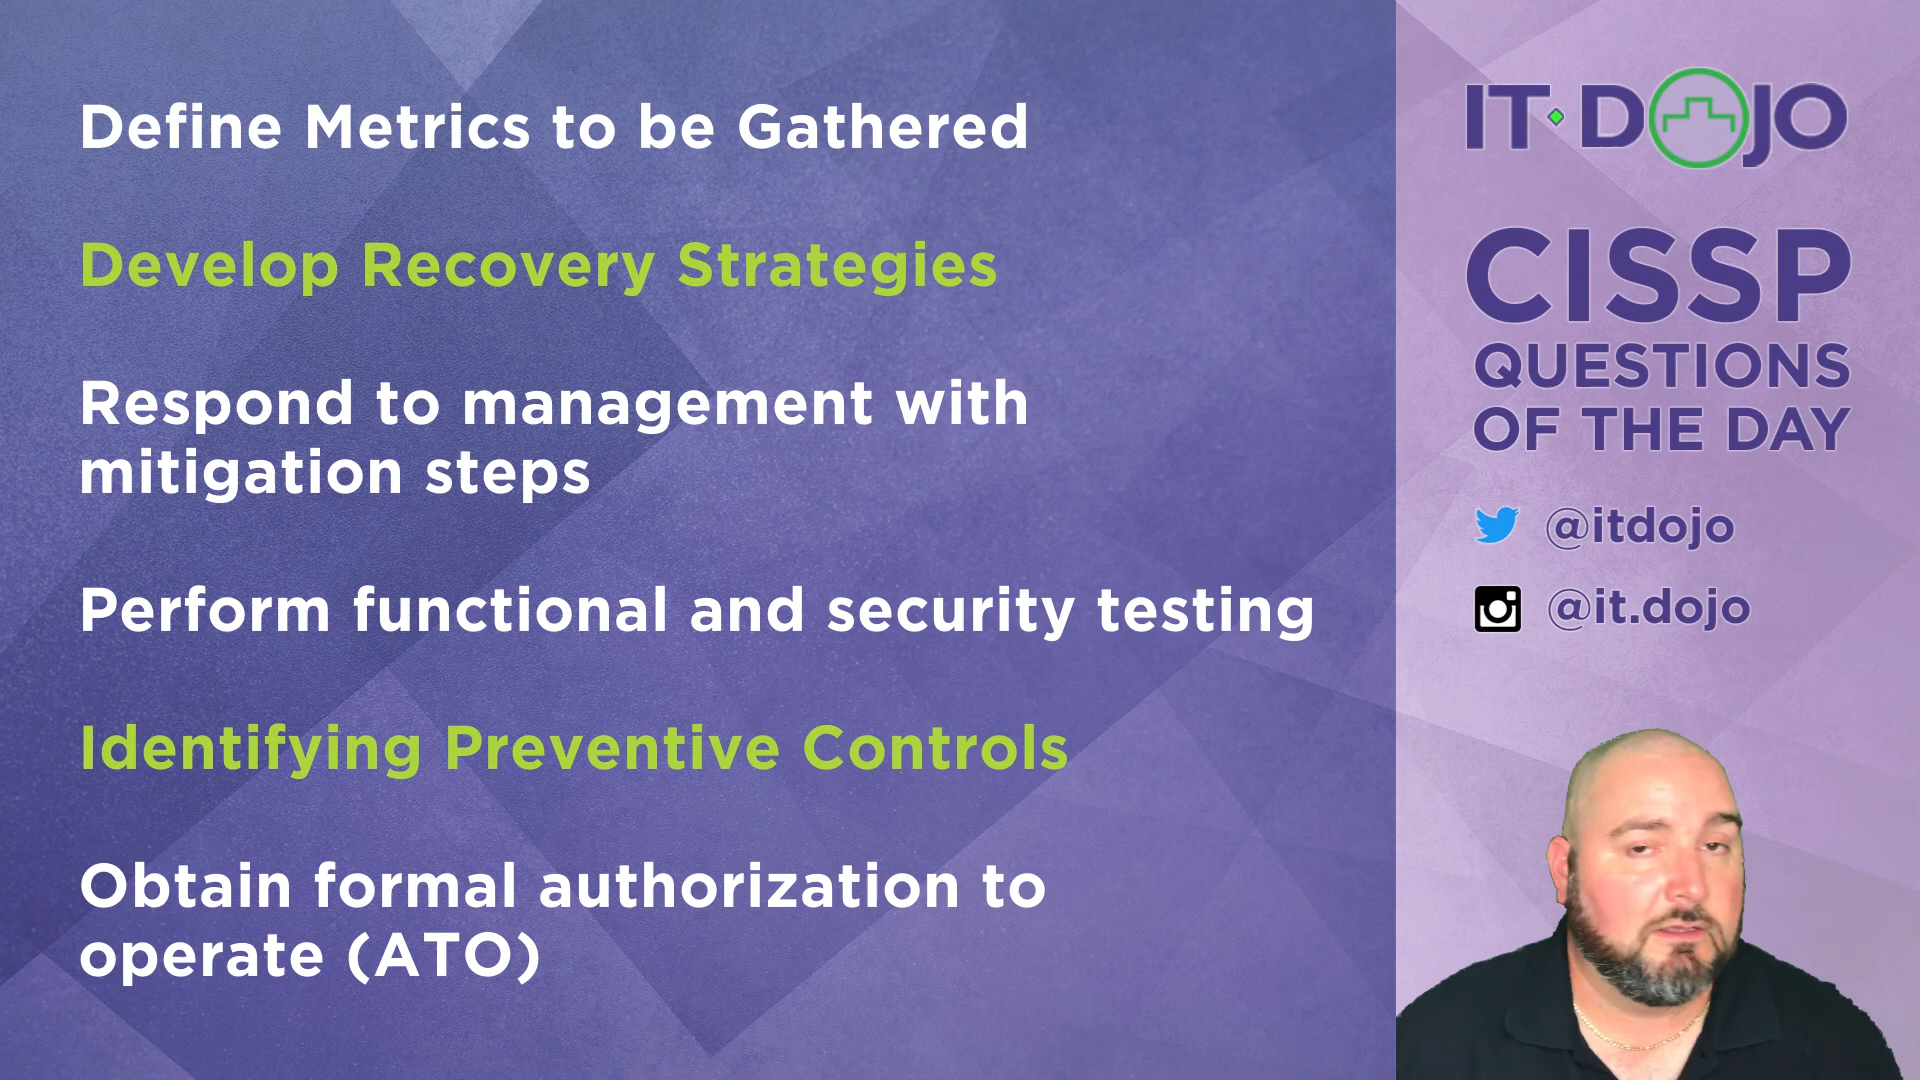 Define Metrics to be Gathered
Develop Recovery Strategies
Respond to management with
mitigation steps
Perform functional and security testing
Identifying Preventive Controls
Obtain formal authorization to
operate (ATO)
IT DOJO
CISSP
QUESTIONS
OF THE DAY
@itdojo
@it.dojo